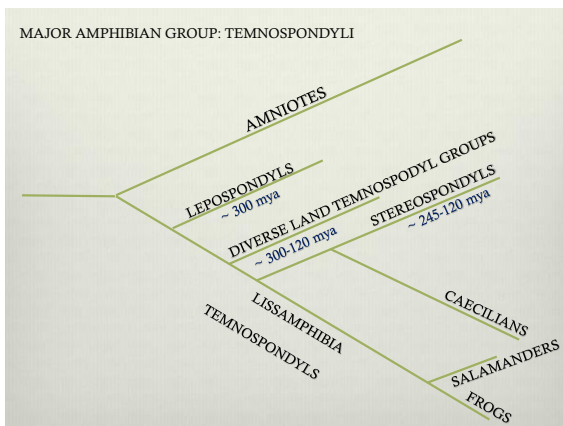 MAJOR AMPHIBIAN GROUP: TEMNOSPONDYLI
AMNIOTES
LEPOSPONDYLS
~ 300 mya
DIVERSE LAND TEMNOSPODYL GROUPS
~ 300-120 mya
STEREOSPONDYLS
~ 245-120 mya
LISSAMPHIBIA
TEMNOSPONDYLS
CAECILIANS
SALAMANDERS
FROGS